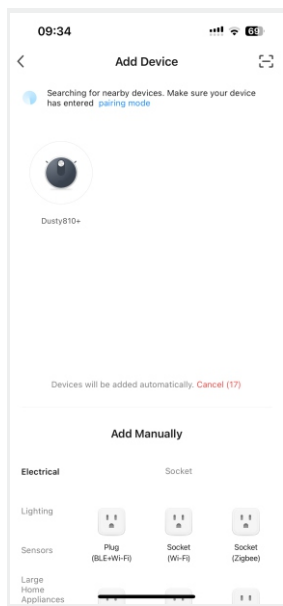 09:34
69
Add Device
Searching for nearby devices. Make sure your device
has entered pairing mode
Dusty810+
Devices will be added automatically. Cancel (17)
Add Manually
Electrical
Socket
Lighting
Plug
(BLE+Wi-Fi)
Socket
(Wi-Fi)
Socket
(Zigbee)
Sensors
Large
Home
Appliances